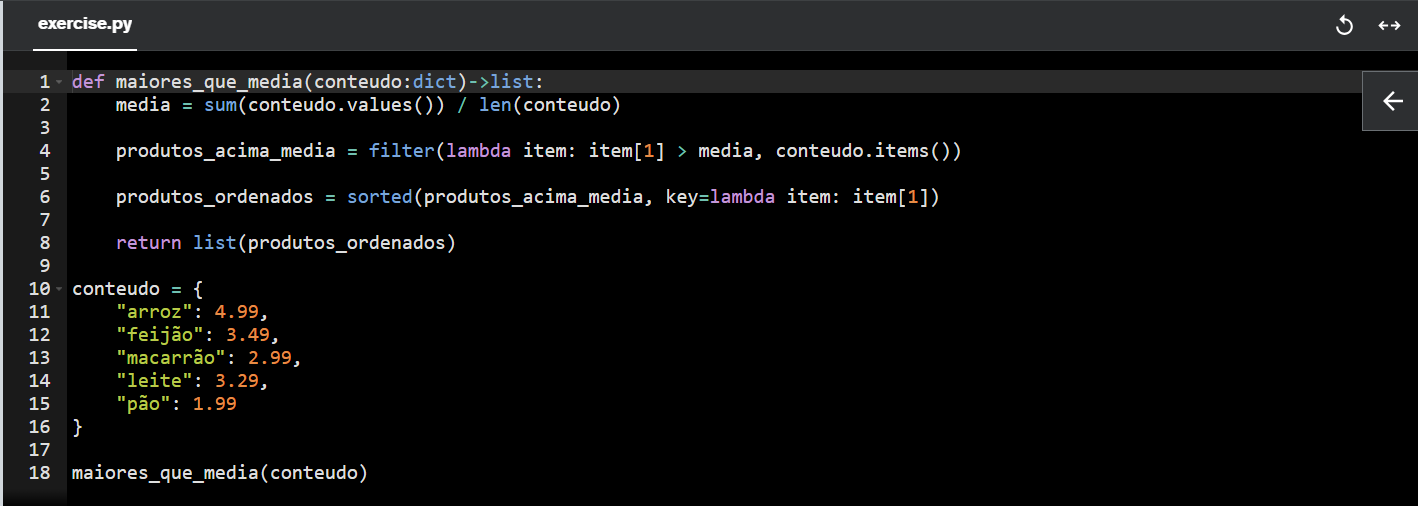 exercise.py
1 def maiores_que_media(conteudo:dict)->list:
2     media = sum(conteudo.values()) / len(conteudo)
3
4     produtos_acima_media = filter(lambda item: item[1] > media, conteudo.items())
5
6     produtos_ordenados = sorted(produtos_acima_media, key=lambda item: item[1])
7
8     return list(produtos_ordenados)
9
10 conteudo = {
11     "arroz": 4.99,
12     "feijão": 3.49,
13     "macarrão": 2.99,
14     "leite": 3.29,
15     "pão": 1.99
16 }
17
18 maiores_que_media(conteudo)